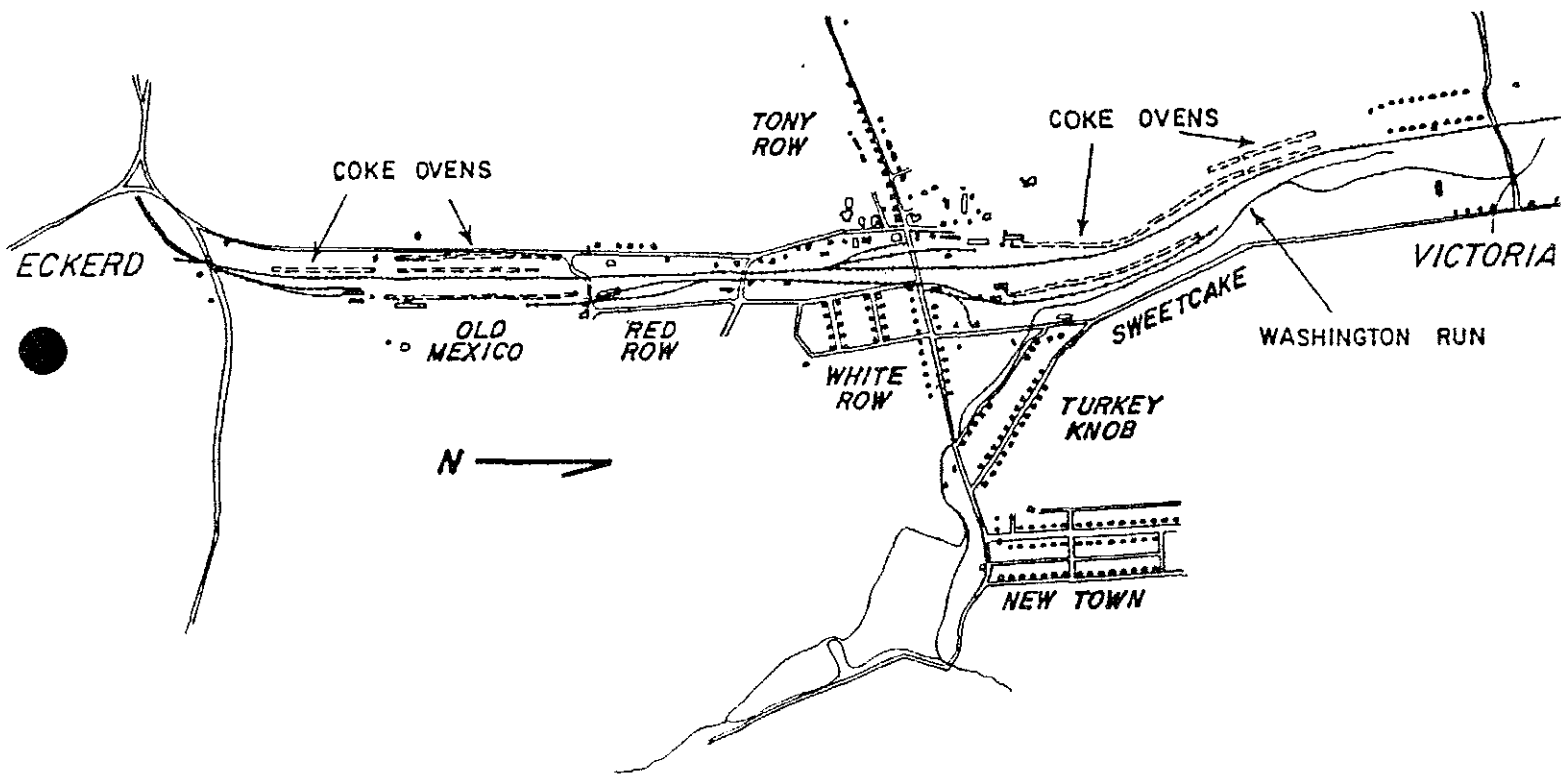 TONY
ROW
COKE OVENS
COKE OVENS
ECKERD
VICTORIA
OLD
MEXICO
RED
ROW
SWEETCAKE
WASHINGTON RUN
WHITE
ROW
TURKEY
KNOB
N
NEW TOWN